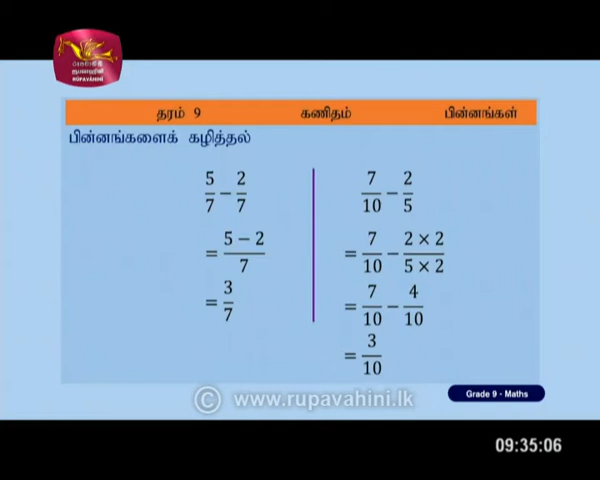 රූපවාහිනී
ரூபவாஹினி
RUPAVAHINI
தரம் 9 கணிதம் பின்னங்கள்
பின்னங்களைக் கழித்தல்
5/7 − 2/7
= (5 − 2)/7
= 3/7
7/10 − 2/5
= 7/10 − (2 × 2)/(5 × 2)
= 7/10 − 4/10
= 3/10
© www.rupavahini.lk
Grade 9 - Maths
09:35:06